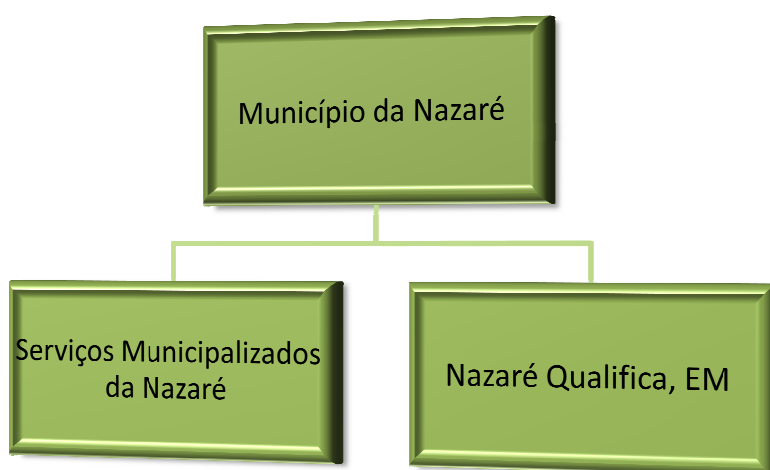 Município da Nazaré
Serviços Municipalizados
da Nazaré
Nazaré Qualifica, EM